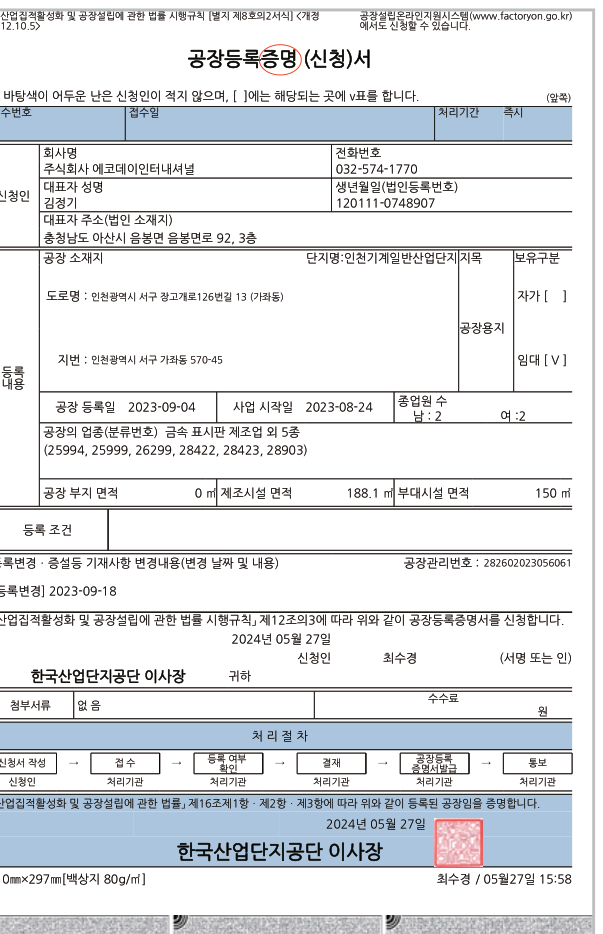 산업집적활성화 및 공장설립에 관한 법률 시행규칙 [별지 제8호의2서식] <개정
12.10.5>
공장설립온라인지원시스템(www.factoryon.go.kr)
에서도 신청할 수 있습니다.
공장등록증명 (신청)서
바탕색이 어두운 난은 신청인이 적지 않으며, [ ]에는 해당되는 곳에 v표를 합니다. (앞쪽)
수번호 접수일 처리기간 즉시
신청인
회사명 전화번호
주식회사 에코데이인터내셔널 032-574-1770
대표자 성명 생년월일(법인등록번호)
김정기 120111-0748907
대표자 주소(법인 소재지)
충청남도 아산시 음봉면 음봉면로 92, 3층
등록
내용
공장 소재지 단지명:인천기계일반산업단지 지목 보유구분
도로명 : 인천광역시 서구 장고개로126번길 13 (가좌동) 자가 [ ]
공장용지
지번 : 인천광역시 서구 가좌동 570-45 임대 [ V ]
공장 등록일 2023-09-04 사업 시작일 2023-08-24 종업원 수
남 : 2 여 :2
공장의 업종(분류번호) 금속 표시판 제조업 외 5종
(25994, 25999, 26299, 28422, 28423, 28903)
공장 부지 면적 0 ㎡ 제조시설 면적 188.1 ㎡ 부대시설 면적 150 ㎡
등록 조건
등록변경ㆍ증설등 기재사항 변경내용(변경 날짜 및 내용) 공장관리번호 : 282602023056061
등록변경] 2023-09-18
산업집적활성화 및 공장설립에 관한 법률 시행규칙」 제12조의3에 따라 위와 같이 공장등록증명서를 신청합니다.
2024년 05월 27일
신청인 최수경 (서명 또는 인)
한국산업단지공단 이사장 귀하
첨부서류 없 음 수수료
원
처 리 절 차
신청서 작성 → 접 수 → 등록 여부
확인 → 결재 → 공장등록
증명서발급 → 통보
신청인 처리기관 처리기관 처리기관 처리기관 처리기관
산업집적활성화 및 공장설립에 관한 법률」 제16조제1항ㆍ제2항ㆍ제3항에 따라 위와 같이 등록된 공장임을 증명합니다.
2024년 05월 27일
한국산업단지공단 이사장
0㎜×297㎜[백상지 80g/㎡] 최수경 / 05월27일 15:58